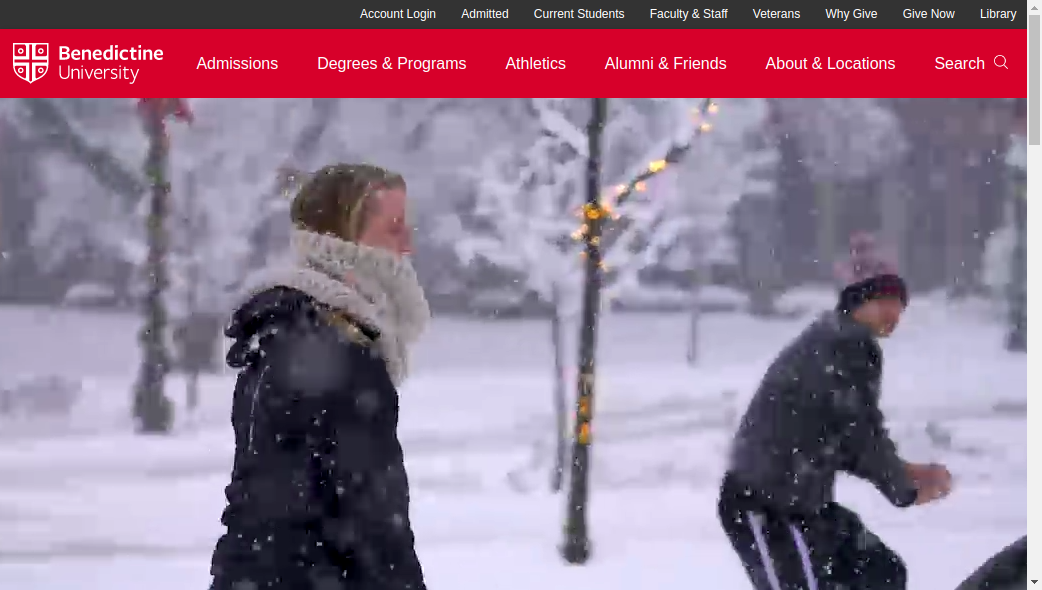 Account Login Admitted Current Students Faculty & Staff Veterans Why Give Give Now Library
Benedictine
University
Admissions Degrees & Programs Athletics Alumni & Friends About & Locations Search